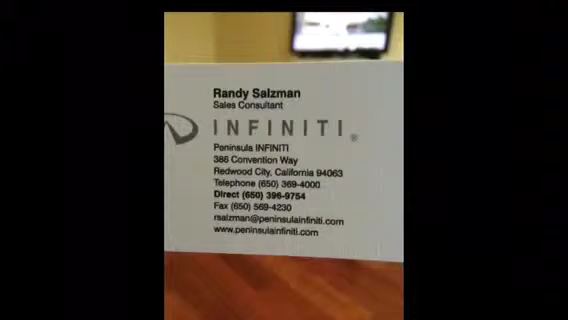 Randy Salzman
Sales Consultant
INFINITI®
Peninsula INFINITI
386 Convention Way
Redwood City, California 94063
Telephone (650) 369-4000
Direct (650) 396-9754
Fax (650) 569-4230
rsalzman@peninsulainfiniti.com
www.peninsulainfiniti.com